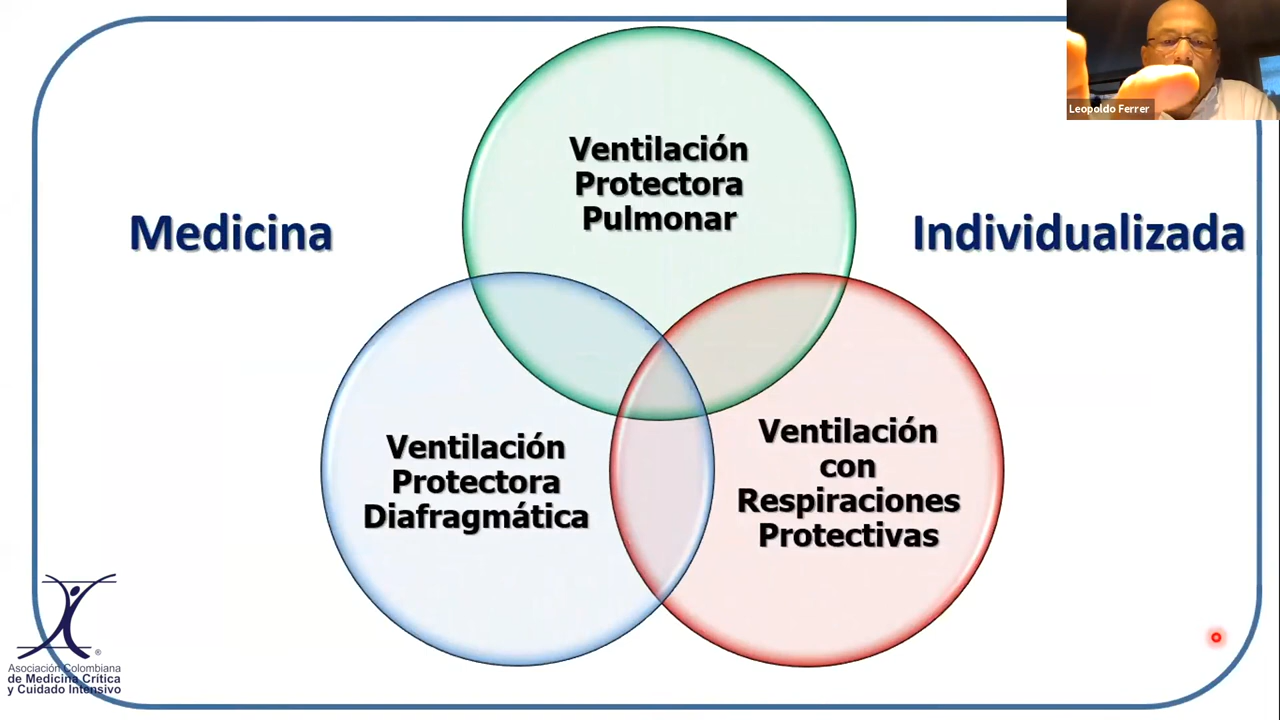 Leopoldo Ferrer
Ventilación
Protectora
Pulmonar
Medicina
Individualizada
Ventilación
Protectora
Diafragmática
Ventilación
con
Respiraciones
Protectivas
®
Asociación Colombiana
de Medicina Crítica
y Cuidado Intensivo